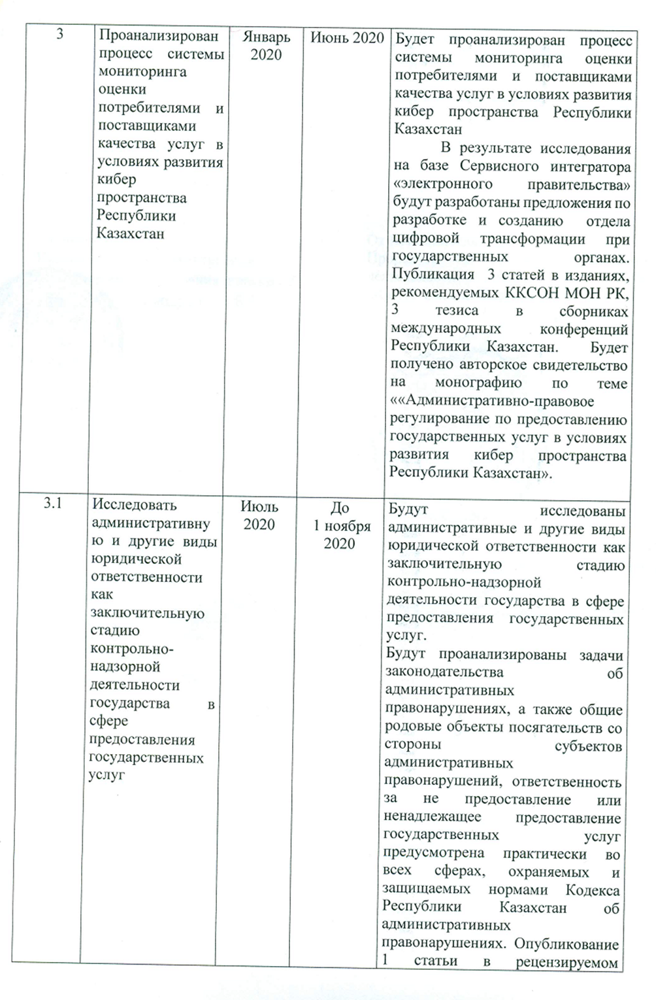 3
Проанализирован
процесс системы
мониторинга
оценки
потребителями и
поставщиками
качества услуг в
условиях развития
кибер
пространства
Республики
Казахстан
Январь
2020
Июнь 2020
Будет проанализирован процесс
системы мониторинга оценки
потребителями и поставщиками
качества услуг в условиях развития
кибер пространства Республики
Казахстан
В результате исследования
на базе Сервисного интегратора
«электронного правительства»
будут разработаны предложения по
разработке и созданию отдела
цифровой трансформации при
государственных органах.
Публикация 3 статей в изданиях,
рекомендуемых ККСОН МОН РК,
3 тезиса в сборниках
международных конференций
Республики Казахстан. Будет
получено авторское свидетельство
на монографию по теме
««Административно-правовое
регулирование по предоставлению
государственных услуг в условиях
развития кибер пространства
Республики Казахстан».
3.1
Исследовать
административну
ю и другие виды
юридической
ответственности
как
заключительную
стадию
контрольно-
надзорной
деятельности
государства в
сфере
предоставления
государственных
услуг
Июль
2020
До
1 ноября
2020
Будут исследованы
административные и другие виды
юридической ответственности как
заключительную стадию
контрольно-надзорной
деятельности государства в сфере
предоставления государственных
услуг.
Будут проанализированы задачи
законодательства об
административных
правонарушениях, а также общие
родовые объекты посягательств со
стороны субъектов
административных
правонарушений, ответственность
за не предоставление или
ненадлежащее предоставление
государственных услуг
предусмотрена практически во
всех сферах, охраняемых и
защищаемых нормами Кодекса
Республики Казахстан об
административных
правонарушениях. Опубликование
1 статьи в рецензируемом